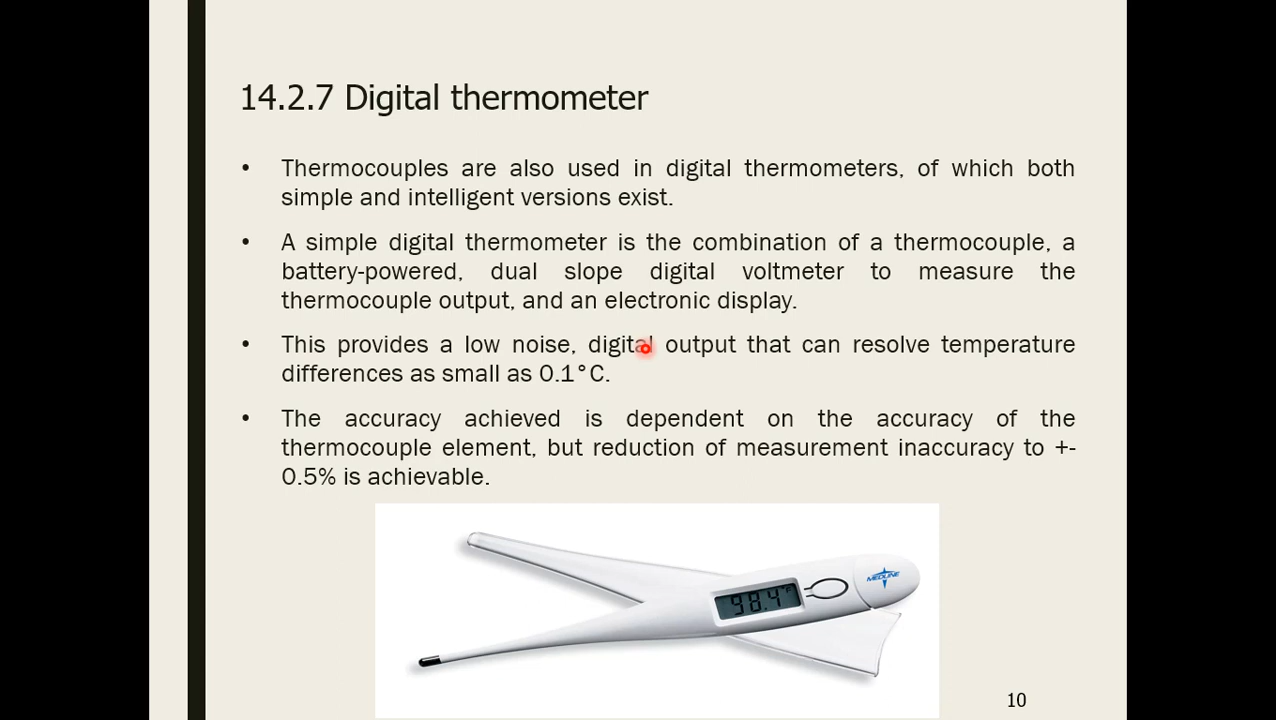 14.2.7 Digital thermometer
• Thermocouples are also used in digital thermometers, of which both
simple and intelligent versions exist.
• A simple digital thermometer is the combination of a thermocouple, a
battery-powered, dual slope digital voltmeter to measure the
thermocouple output, and an electronic display.
• This provides a low noise, digital output that can resolve temperature
differences as small as 0.1°C.
• The accuracy achieved is dependent on the accuracy of the
thermocouple element, but reduction of measurement inaccuracy to +-
0.5% is achievable.
MEDLINE
98.4°F
10